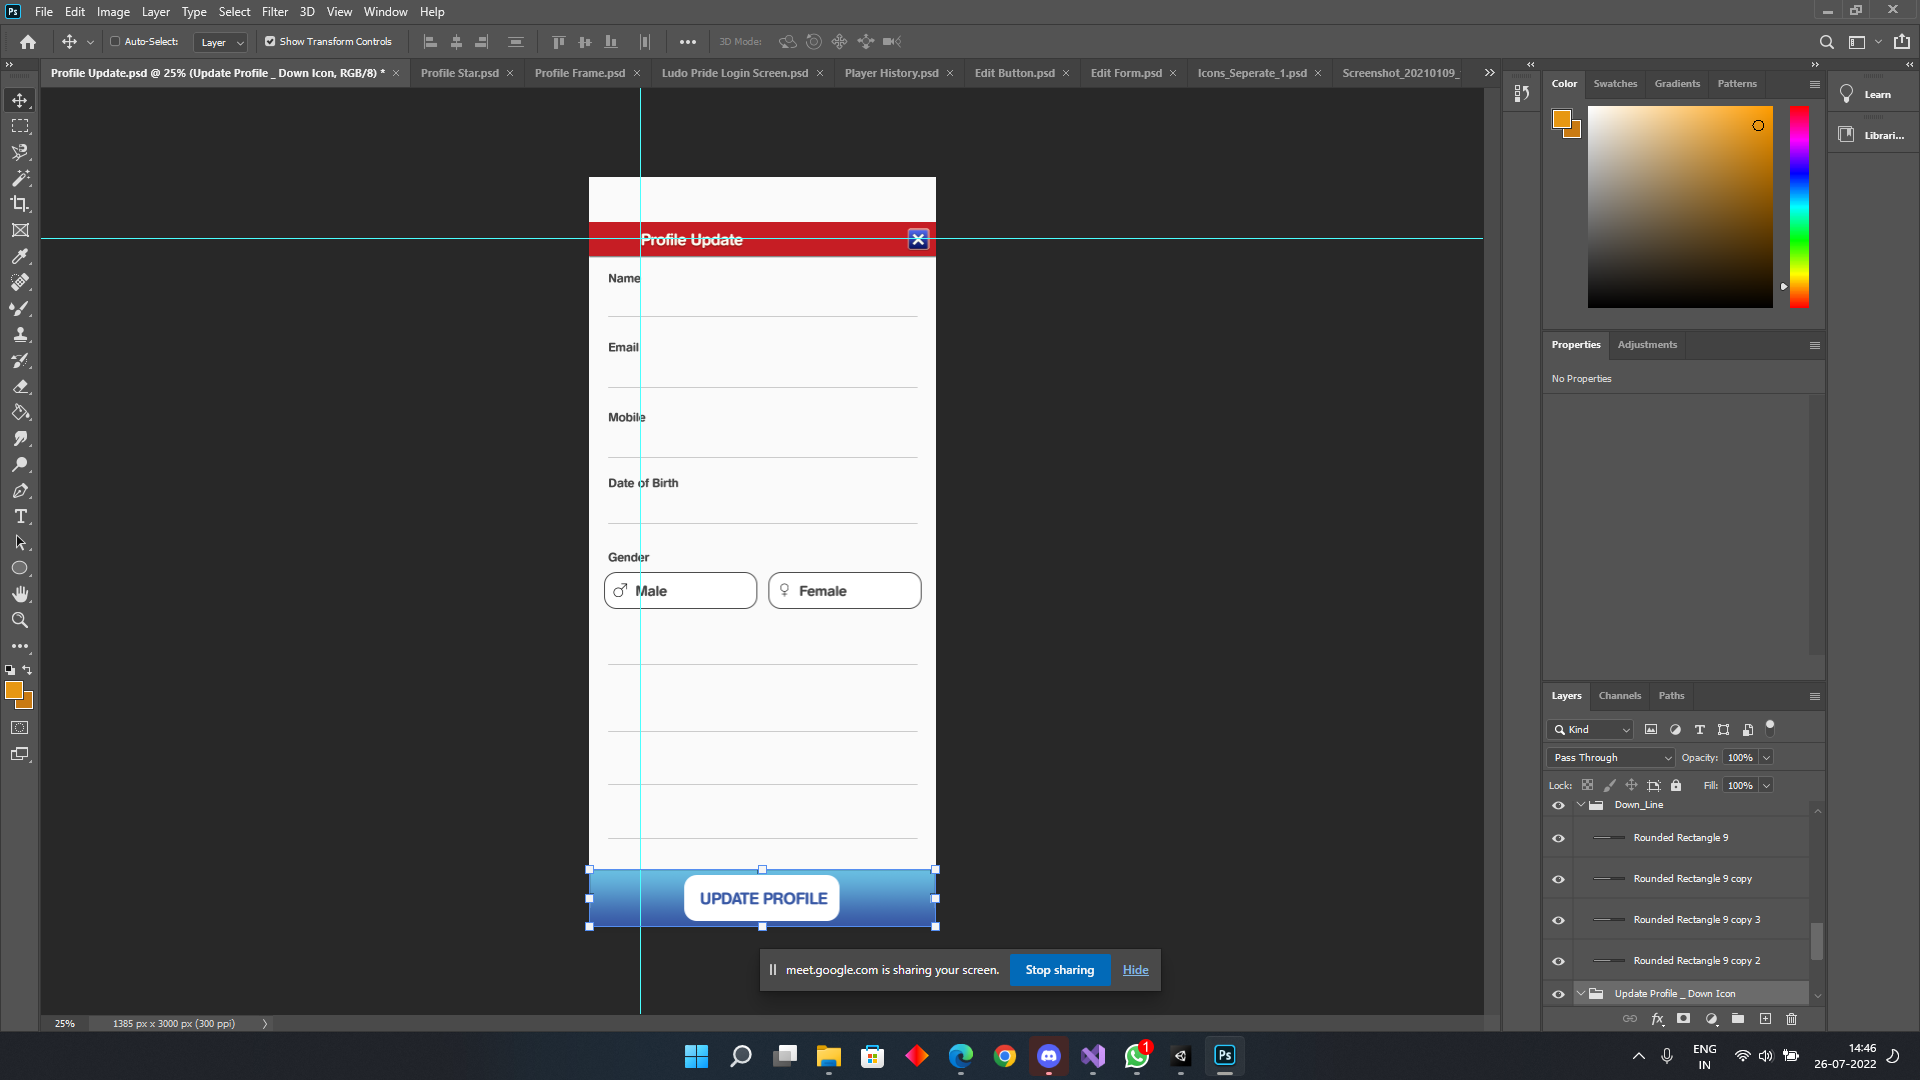 Ps File Edit Image Layer Type Select Filter 3D View Window Help
Auto-Select: Layer Show Transform Controls 3D Mode:
Profile Update.psd @ 25% (Update Profile _ Down Icon, RGB/8) * Profile Star.psd Profile Frame.psd Ludo Pride Login Screen.psd Player History.psd Edit Button.psd Edit Form.psd Icons_Seperate_1.psd Screenshot_20210109_
Color Swatches Gradients Patterns
Learn
Librari...
Profile Update
Name
Email
Mobile
Date of Birth
Gender
Male Female
UPDATE PROFILE
Properties Adjustments
No Properties
Layers Channels Paths
Kind
Pass Through Opacity: 100%
Lock: Fill: 100%
Down_Line
Rounded Rectangle 9
Rounded Rectangle 9 copy
Rounded Rectangle 9 copy 3
Rounded Rectangle 9 copy 2
Update Profile _ Down Icon
meet.google.com is sharing your screen. Stop sharing Hide
25% 1385 px x 3000 px (300 ppi)
1 Ps
ENG
IN
14:46
26-07-2022